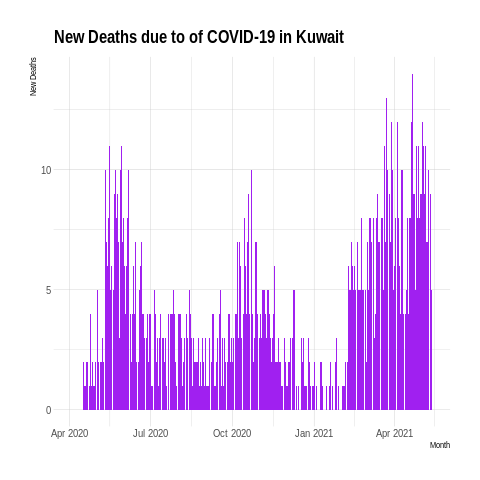 New Deaths due to of COVID-19 in Kuwait
New Deaths
10
5
0
Apr 2020 Jul 2020 Oct 2020 Jan 2021 Apr 2021
Month